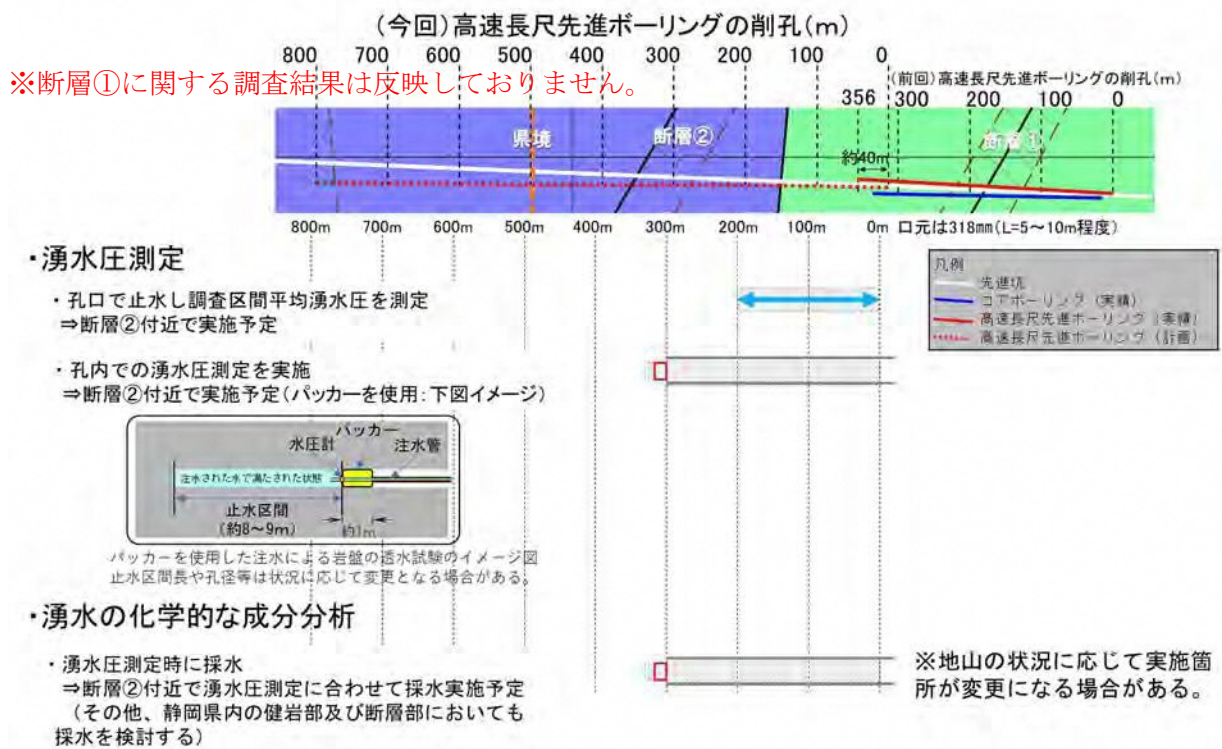 (今回)高速長尺先進ボーリングの削孔(m)
800 700 600 500 400 300 200 100 0
※断層①に関する調査結果は反映しておりません。
(前回)高速長尺先進ボーリングの削孔(m)
356 300 200 100 0
県境
断層②
断層①
約40m
800m 700m 600m 500m 400m 300m 200m 100m 0m
口元は318mm(L=5～10m程度)
・湧水圧測定
・孔口で止水し調査区間平均湧水圧を測定
⇒断層②付近で実施予定
凡例
先進坑
コアボーリング（実績）
高速長尺先進ボーリング（実績）
高速長尺先進ボーリング（計画）
・孔内での湧水圧測定を実施
⇒断層②付近で実施予定(パッカーを使用:下図イメージ)
パッカー
水圧計
注水管
注水された水で満たされた状態
止水区間
(約8～9m)
約1m
パッカーを使用した注水による岩盤の透水試験のイメージ図
止水区間長や孔径等は状況に応じて変更となる場合がある。
・湧水の化学的な成分分析
・湧水圧測定時に採水
⇒断層②付近で湧水圧測定に合わせて採水実施予定
（その他、静岡県内の健岩部及び断層部においても
採水を検討する）
※地山の状況に応じて実施箇
所が変更になる場合がある。